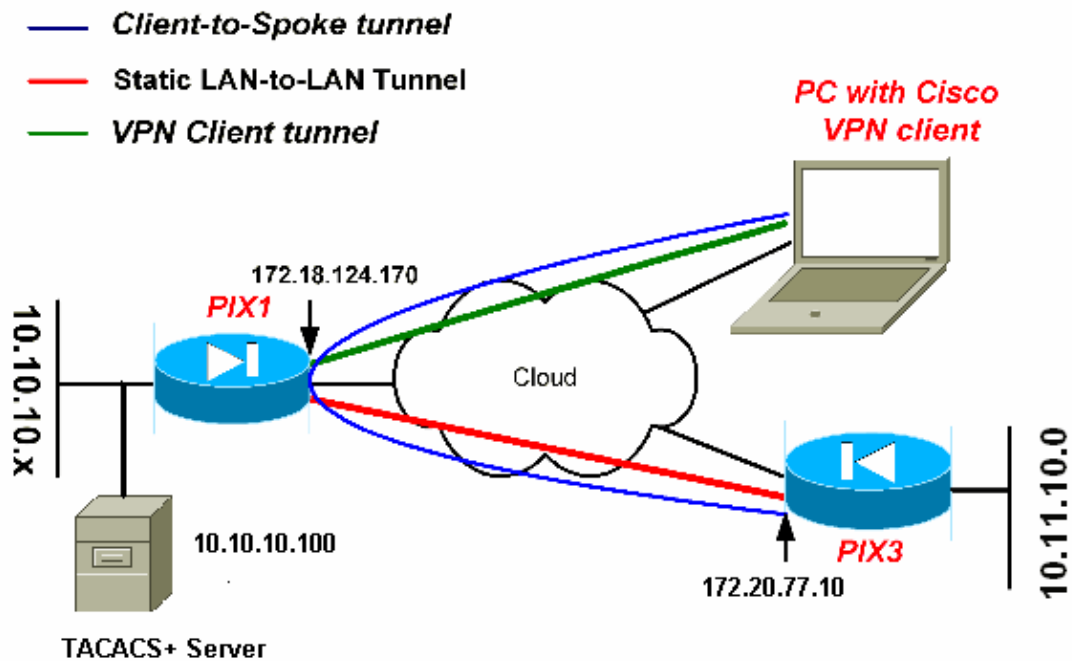 Client-to-Spoke tunnel
Static LAN-to-LAN Tunnel
VPN Client tunnel
PC with Cisco
VPN client
172.18.124.170
PIX1
10.10.10.x
Cloud
10.10.10.100
PIX3
172.20.77.10
10.11.10.0
TACACS+ Server